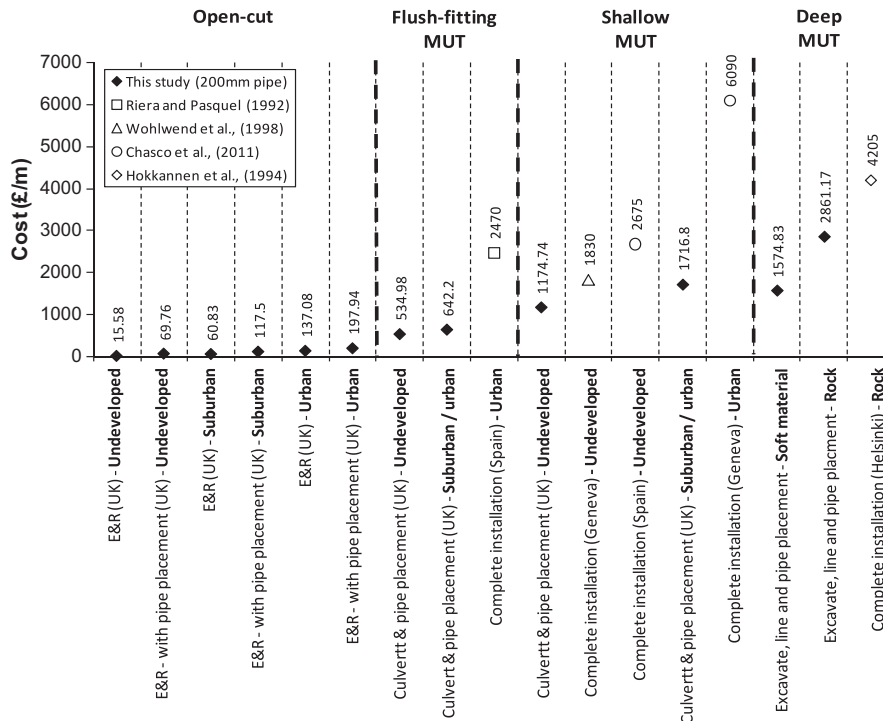 Open-cut
Flush-fitting
MUT
Shallow
MUT
Deep
MUT
Cost (£/m)
7000
6000
5000
4000
3000
2000
1000
0
This study (200mm pipe)
Riera and Pasquel (1992)
Wohlwend et al., (1998)
Chasco et al., (2011)
Hokkannen et al., (1994)
15.58
69.76
60.83
117.5
137.08
197.94
534.98
642.2
2470
1174.74
1830
2675
1716.8
6090
1574.83
2861.17
4205
E&R (UK) - Undeveloped
E&R - with pipe placement (UK) - Undeveloped
E&R (UK) - Suburban
E&R - with pipe placement (UK) - Suburban
E&R (UK) - Urban
E&R - with pipe placement (UK) - Urban
Culvertt & pipe placement (UK) - Undeveloped
Culvert & pipe placement (UK) - Suburban / urban
Complete installation (Spain) - Urban
Culvertt & pipe placement (UK) - Undeveloped
Complete installation (Geneva) - Undeveloped
Complete installation (Spain) - Undeveloped
Culvertt & pipe placement (UK) - Suburban / urban
Complete installation (Geneva) - Urban
Excavate, line and pipe placement - Soft material
Excavate, line and pipe placment - Rock
Complete installation (Helsinki) - Rock